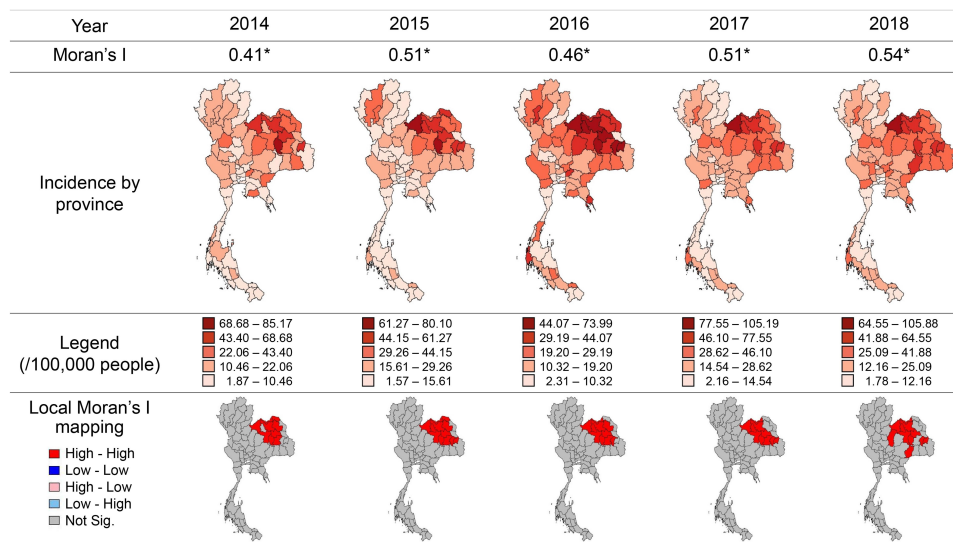 Year 2014 2015 2016 2017 2018
Moran's I 0.41* 0.51* 0.46* 0.51* 0.54*
Incidence by
province
Legend
(/100,000 people)
68.68 – 85.17
43.40 – 68.68
22.06 – 43.40
10.46 – 22.06
1.87 – 10.46
61.27 – 80.10
44.15 – 61.27
29.26 – 44.15
15.61 – 29.26
1.57 – 15.61
44.07 – 73.99
29.19 – 44.07
19.20 – 29.19
10.32 – 19.20
2.31 – 10.32
77.55 – 105.19
46.10 – 77.55
28.62 – 46.10
14.54 – 28.62
2.16 – 14.54
64.55 – 105.88
41.88 – 64.55
25.09 – 41.88
12.16 – 25.09
1.78 – 12.16
Local Moran's I
mapping
High - High
Low - Low
High - Low
Low - High
Not Sig.